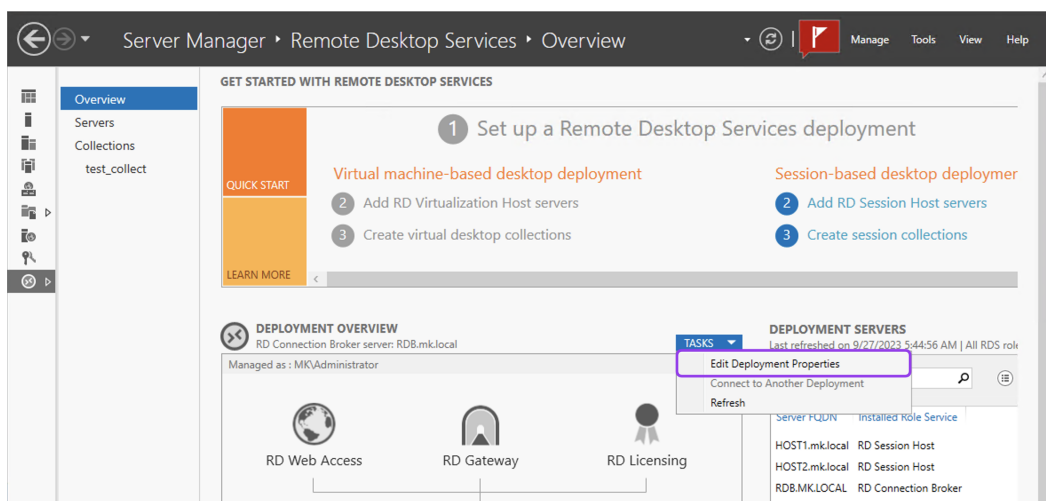 Server Manager ‣ Remote Desktop Services ‣ Overview
Manage Tools View Help
Overview
Servers
Collections
test_collect
GET STARTED WITH REMOTE DESKTOP SERVICES
1 Set up a Remote Desktop Services deployment
QUICK START
LEARN MORE
Virtual machine-based desktop deployment
2 Add RD Virtualization Host servers
3 Create virtual desktop collections
Session-based desktop deploymer
2 Add RD Session Host servers
3 Create session collections
DEPLOYMENT OVERVIEW
RD Connection Broker server: RDB.mk.local
Managed as : MK\Administrator
TASKS
Edit Deployment Properties
Connect to Another Deployment
Refresh
RD Web Access
RD Gateway
RD Licensing
DEPLOYMENT SERVERS
Last refreshed on 9/27/2023 5:44:56 AM | All RDS role
Server FQDN Installed Role Service
HOST1.mk.local RD Session Host
HOST2.mk.local RD Session Host
RDB.MK.LOCAL RD Connection Broker